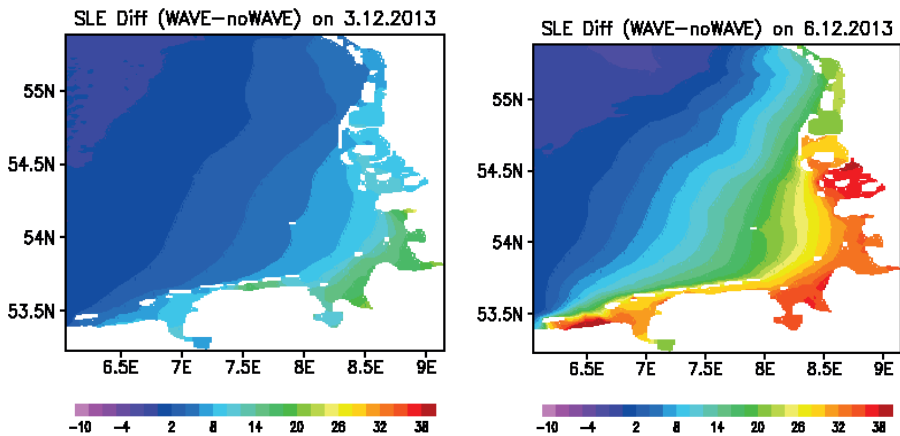 SLE Diff (WAVE-noWAVE) on 3.12.2013
55N
54.5N
54N
53.5N
6.5E 7E 7.5E 8E 8.5E 9E
-10 -4 2 8 14 20 26 32 38
SLE Diff (WAVE-noWAVE) on 6.12.2013
55N
54.5N
54N
53.5N
6.5E 7E 7.5E 8E 8.5E 9E
-10 -4 2 8 14 20 26 32 38